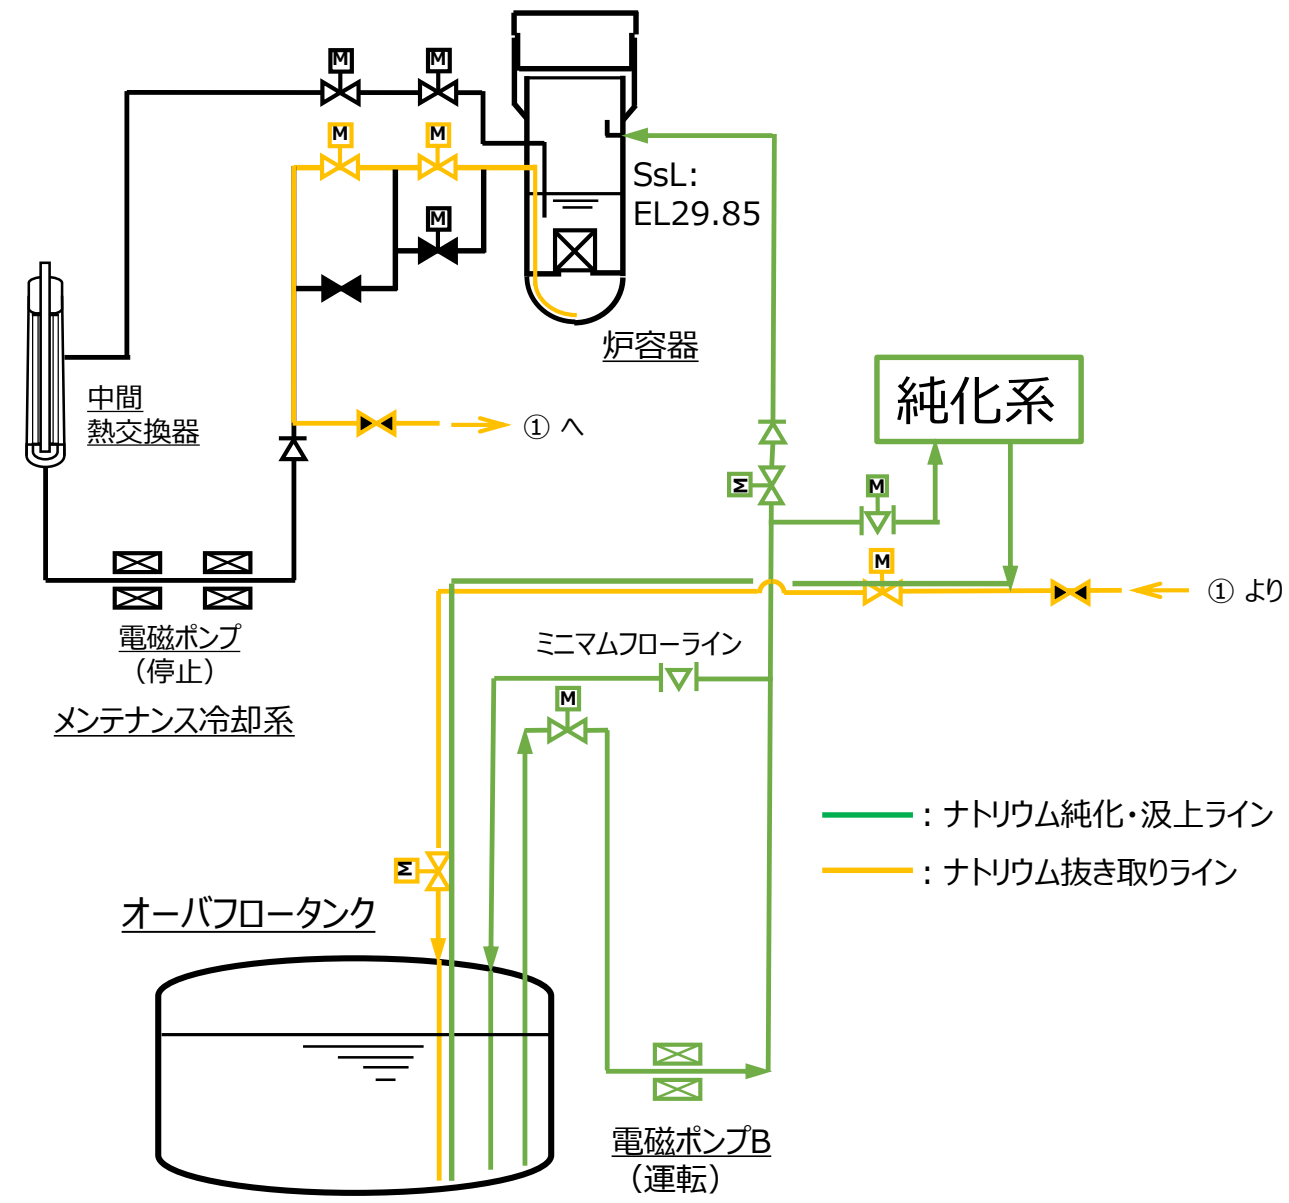 M
M
M
M
SsL:
EL29.85
M
炉容器
中間
熱交換器
① へ
純化系
M
M
M
① より
電磁ポンプ
（停止）
ミニマムフローライン
メンテナンス冷却系
M
：ナトリウム純化・汲上ライン
：ナトリウム抜き取りライン
M
オーバフロータンク
電磁ポンプB
（運転）